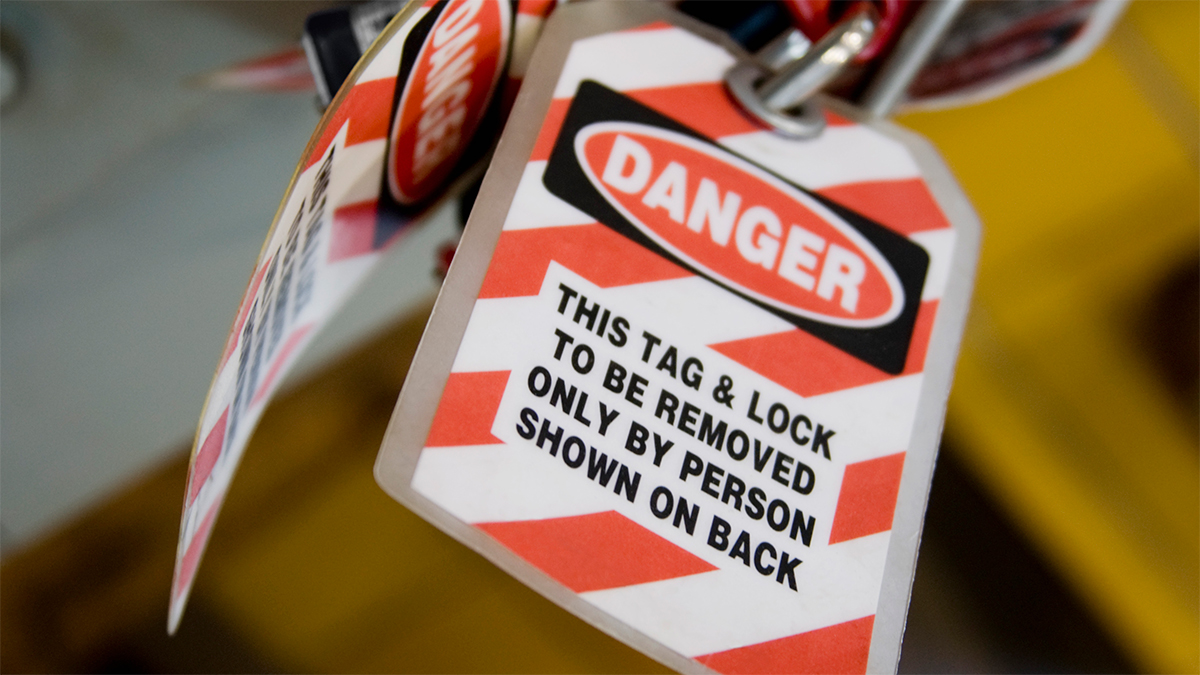 DANGER
DANGER
THIS TAG & LOCK
TO BE REMOVED
ONLY BY PERSON
SHOWN ON BACK